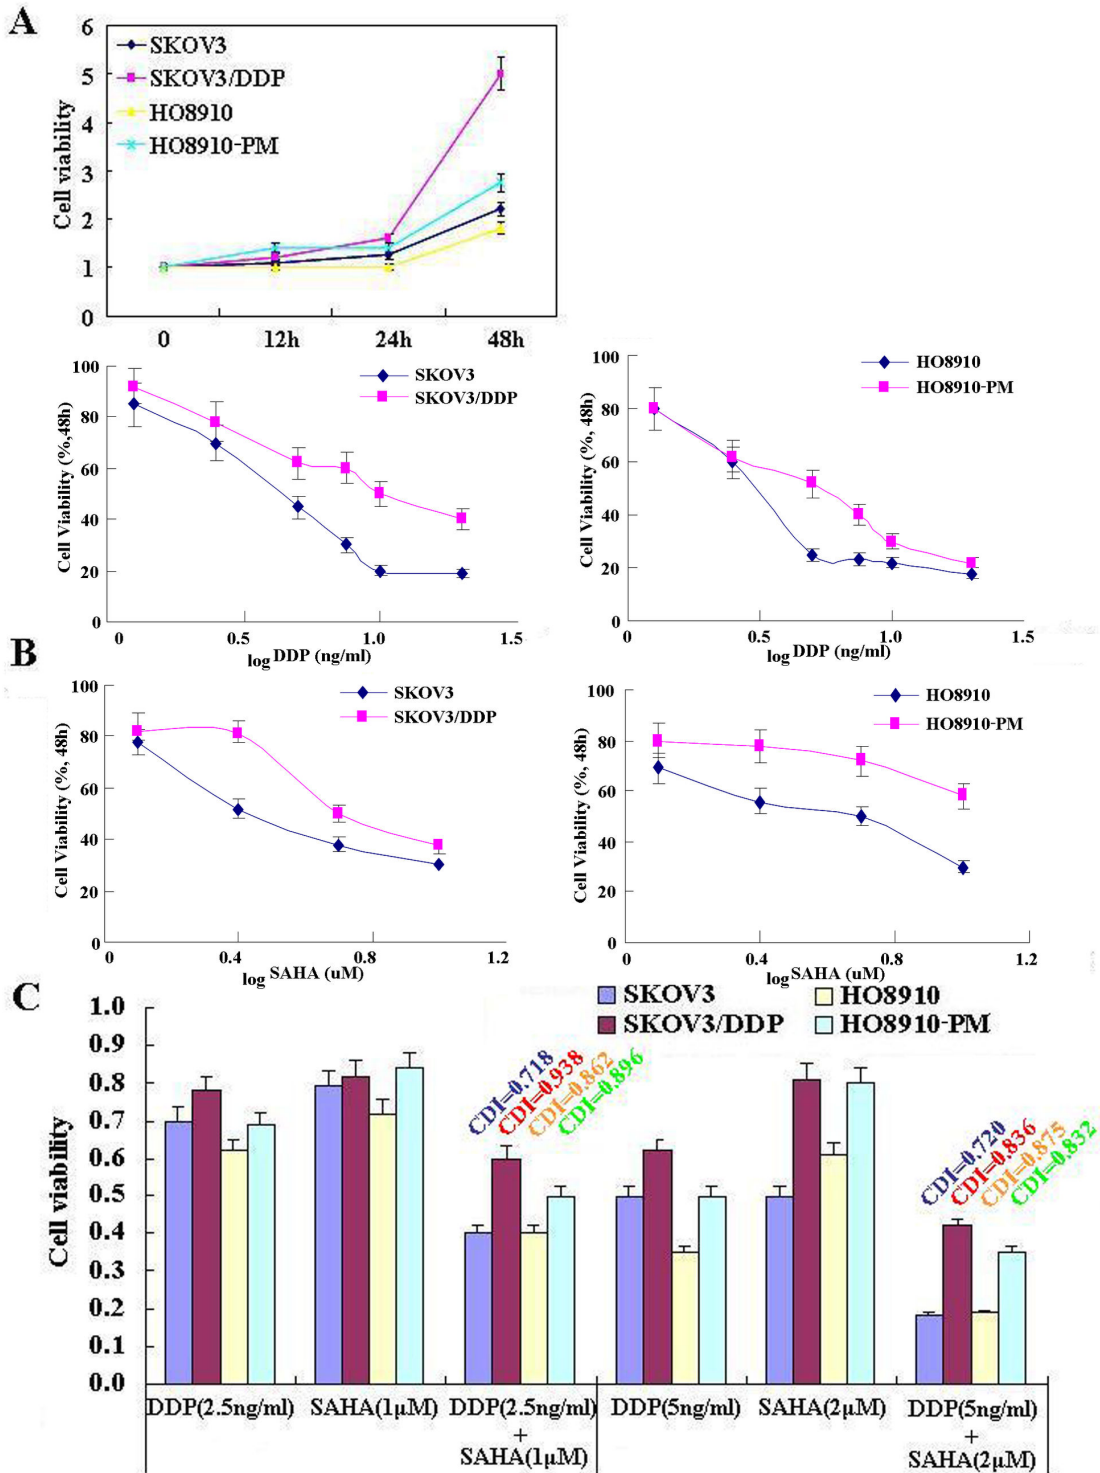 A
6
5
4
3
2
1
0
Cell viability
SKOV3
SKOV3/DDP
HO8910
HO8910-PM
0 12h 24h 48h
100
80
60
40
20
0
Cell Viability (%,48h)
SKOV3
SKOV3/DDP
0 0.5 1.0 1.5
log DDP (ng/ml)
100
80
60
40
20
0
Cell Viability (%, 48h)
HO8910
HO8910-PM
0 0.5 1.0 1.5
log DDP (ng/ml)
B
100
80
60
40
20
0
Cell Viability (%, 48h)
SKOV3
SKOV3/DDP
0 0.4 0.8 1.2
log SAHA (uM)
100
80
60
40
20
0
Cell Viability (%, 48h)
HO8910
HO8910-PM
0 0.4 0.8 1.2
log SAHA (uM)
C
1.0
0.9
0.8
0.7
0.6
0.5
0.4
0.3
0.2
0.1
0.0
Cell viability
SKOV3 HO8910
SKOV3/DDP HO8910-PM
CDI=0.718
CDI=0.938
CDI=0.862
CDI=0.896
CDI=0.720
CDI=0.836
CDI=0.875
CDI=0.832
DDP(2.5ng/ml) SAHA(1μM) DDP(2.5ng/ml) DDP(5ng/ml) SAHA(2μM) DDP(5ng/ml)
+ +
SAHA(1μM) SAHA(2μM)